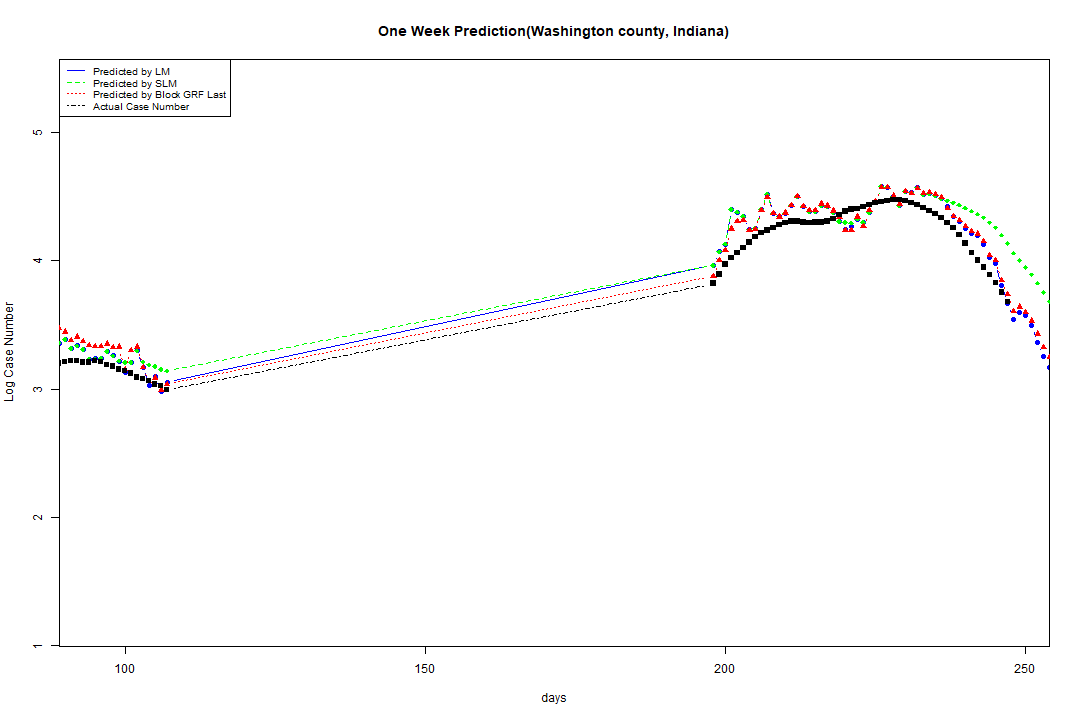 One Week Prediction(Washington county, Indiana)
Predicted by LM
Predicted by SLM
Predicted by Block GRF Last
Actual Case Number
5
4
3
2
1
Log Case Number
100
150
200
250
days